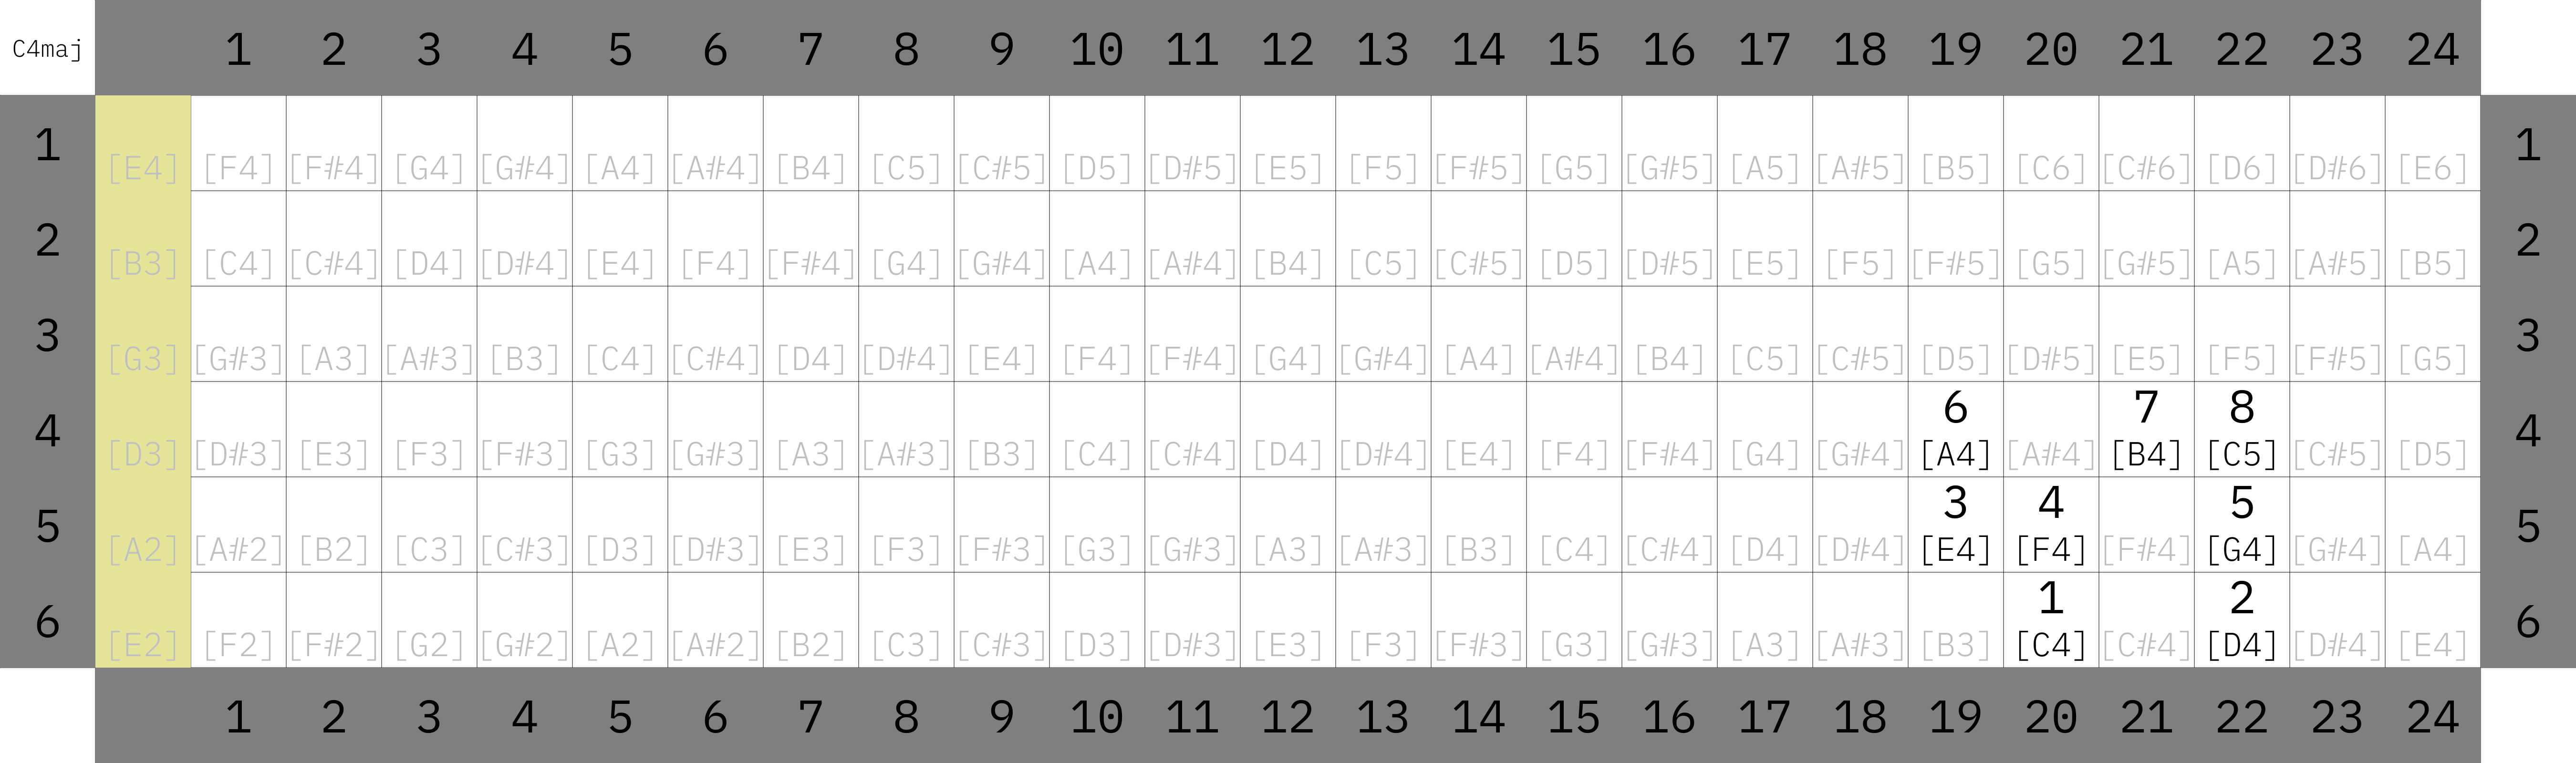 C4maj 1 2 3 4 5 6 7 8 9 10 11 12 13 14 15 16 17 18 19 20 21 22 23 24
1 [E4] [F4] [F#4] [G4] [G#4] [A4] [A#4] [B4] [C5] [C#5] [D5] [D#5] [E5] [F5] [F#5] [G5] [G#5] [A5] [A#5] [B5] [C6] [C#6] [D6] [D#6] [E6] 1
2 [B3] [C4] [C#4] [D4] [D#4] [E4] [F4] [F#4] [G4] [G#4] [A4] [A#4] [B4] [C5] [C#5] [D5] [D#5] [E5] [F5] [F#5] [G5] [G#5] [A5] [A#5] [B5] 2
3 [G3] [G#3] [A3] [A#3] [B3] [C4] [C#4] [D4] [D#4] [E4] [F4] [F#4] [G4] [G#4] [A4] [A#4] [B4] [C5] [C#5] [D5] [D#5] [E5] [F5] [F#5] [G5] 3
6 7 8
4 [D3] [D#3] [E3] [F3] [F#3] [G3] [G#3] [A3] [A#3] [B3] [C4] [C#4] [D4] [D#4] [E4] [F4] [F#4] [G4] [G#4] [A4] [A#4] [B4] [C5] [C#5] [D5] 4
3 4 5
5 [A2] [A#2] [B2] [C3] [C#3] [D3] [D#3] [E3] [F3] [F#3] [G3] [G#3] [A3] [A#3] [B3] [C4] [C#4] [D4] [D#4] [E4] [F4] [F#4] [G4] [G#4] [A4] 5
1 2
6 [E2] [F2] [F#2] [G2] [G#2] [A2] [A#2] [B2] [C3] [C#3] [D3] [D#3] [E3] [F3] [F#3] [G3] [G#3] [A3] [A#3] [B3] [C4] [C#4] [D4] [D#4] [E4] 6
1 2 3 4 5 6 7 8 9 10 11 12 13 14 15 16 17 18 19 20 21 22 23 24